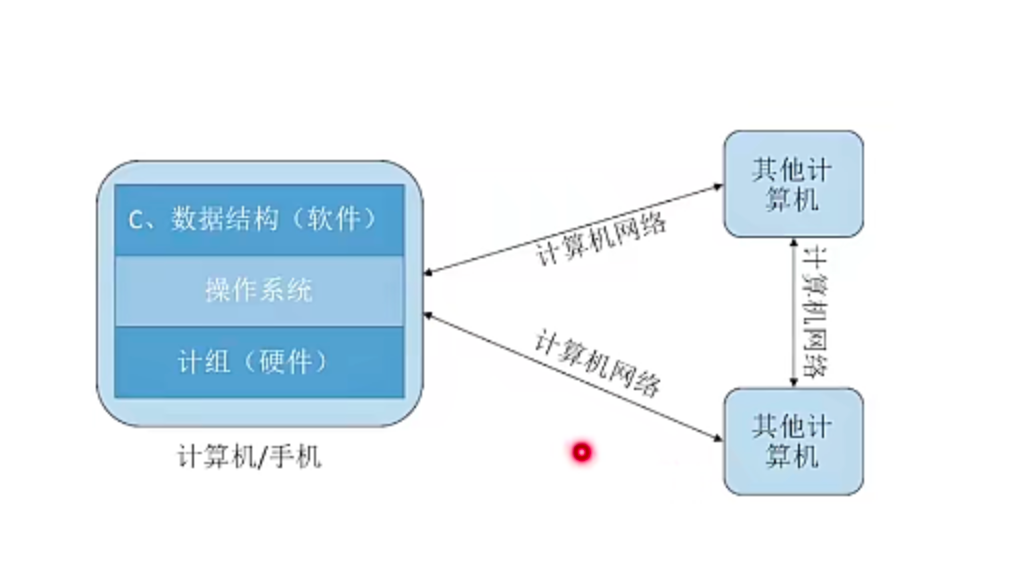 C、数据结构（软件）
操作系统
计组（硬件）
计算机/手机
计算机网络
计算机网络
其他计
算机
计算机网络
其他计
算机